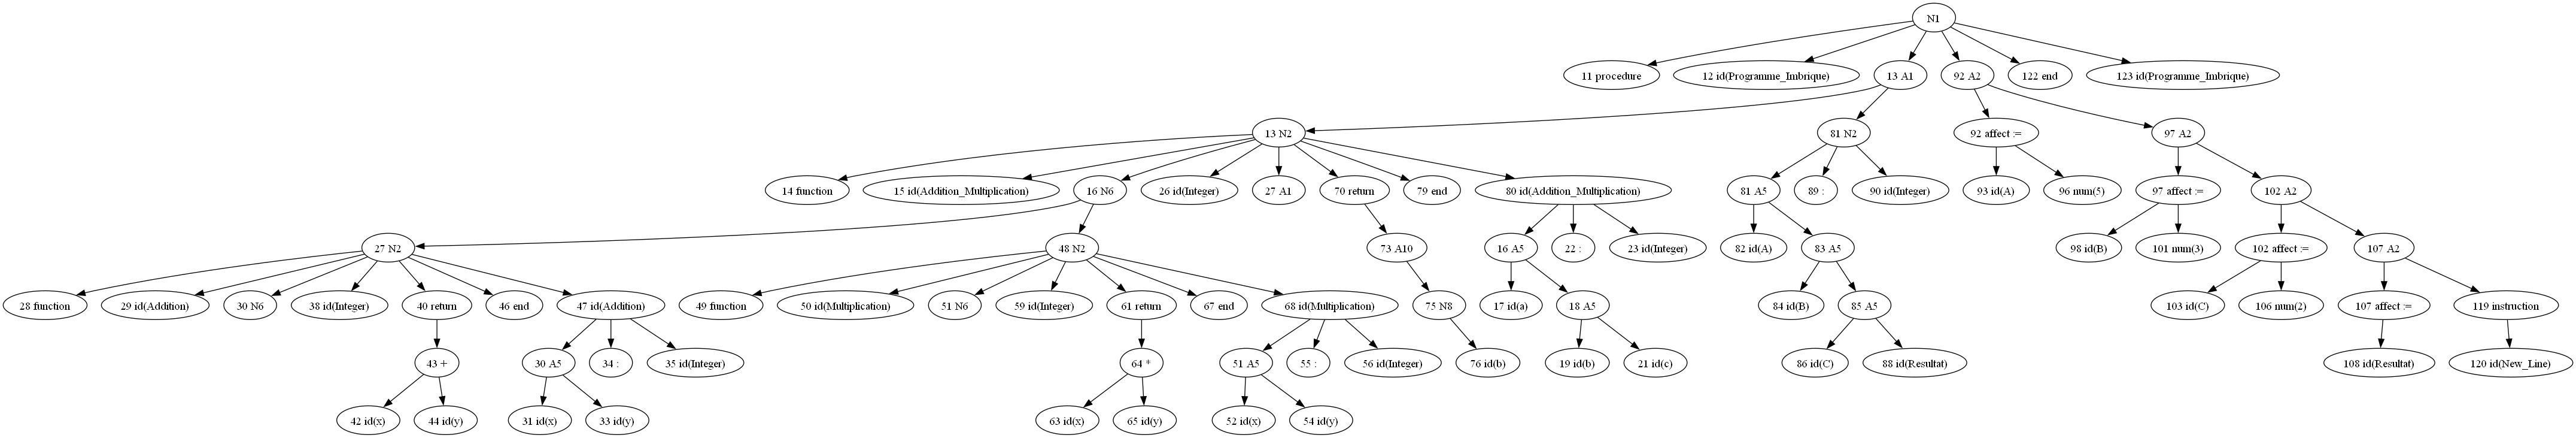 N1
11 procedure
12 id(Programme_Imbrique)
13 A1
92 A2
122 end
123 id(Programme_Imbrique)
13 N2
81 N2
92 affect :=
97 A2
14 function
15 id(Addition_Multiplication)
16 N6
26 id(Integer)
27 A1
70 return
79 end
80 id(Addition_Multiplication)
81 A5
89 :
90 id(Integer)
93 id(A)
96 num(5)
97 affect :=
102 A2
27 N2
48 N2
73 A10
16 A5
22 :
23 id(Integer)
82 id(A)
83 A5
98 id(B)
101 num(3)
102 affect :=
107 A2
28 function
29 id(Addition)
30 N6
38 id(Integer)
40 return
46 end
47 id(Addition)
49 function
50 id(Multiplication)
51 N6
59 id(Integer)
61 return
67 end
68 id(Multiplication)
75 N8
17 id(a)
18 A5
84 id(B)
85 A5
103 id(C)
106 num(2)
107 affect :=
119 instruction
43 +
30 A5
34 :
35 id(Integer)
64 *
51 A5
55 :
56 id(Integer)
76 id(b)
19 id(b)
21 id(c)
86 id(C)
88 id(Resultat)
108 id(Resultat)
120 id(New_Line)
42 id(x)
44 id(y)
31 id(x)
33 id(y)
63 id(x)
65 id(y)
52 id(x)
54 id(y)